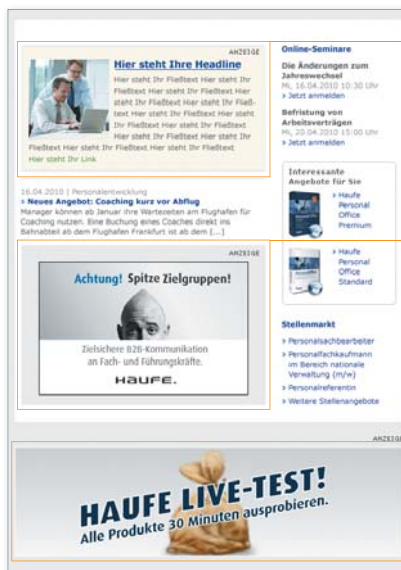 ANZEIGE
Hier steht Ihre Headline
Hier steht Ihr Fließtext Hier steht Ihr
Fließtext Hier steht Ihr Fließtext Hier
steht Ihr Fließtext Hier steht Ihr Fließ-
text Hier steht Ihr Fließtext Hier steht
Ihr Fließtext Hier steht Ihr Fließtext
Hier steht Ihr Fließtext Hier steht Ihr
Fließtext Hier steht Ihr Fließtext Hier steht Ihr Fließtext
Hier steht Ihr Link
16.04.2010 | Personalentwicklung
› Neues Angebot: Coaching kurz vor Abflug
Manager können ab Januar ihre Wartezeiten am Flughafen für
Coaching nutzen. Eine Buchung eines Coaches direkt ins
Bahnabteil ab dem Flughafen Frankfurt ist ab dem [...]
ANZEIGE
Achtung! Spitze Zielgruppen!
Zielsichere B2B-Kommunikation
an Fach- und Führungskräfte.
HAUFE.
Online-Seminare
Die Änderungen zum
Jahreswechsel
Mi, 16.04.2010 10:30 Uhr
› Jetzt anmelden
Befristung von
Arbeitsverträgen
Mi, 20.04.2010 15:00 Uhr
› Jetzt anmelden
Interessante
Angebote für Sie
› Haufe
Personal
Office
Premium
› Haufe
Personal
Office
Standard
Stellenmarkt
› Personalsachbearbeiter
› Personalfachkaufmann
im Bereich nationale
Verwaltung (m/w)
› Personalreferentin
› Weitere Stellenangebote
ANZEIGE
HAUFE LIVE-TEST!
Alle Produkte 30 Minuten ausprobieren.